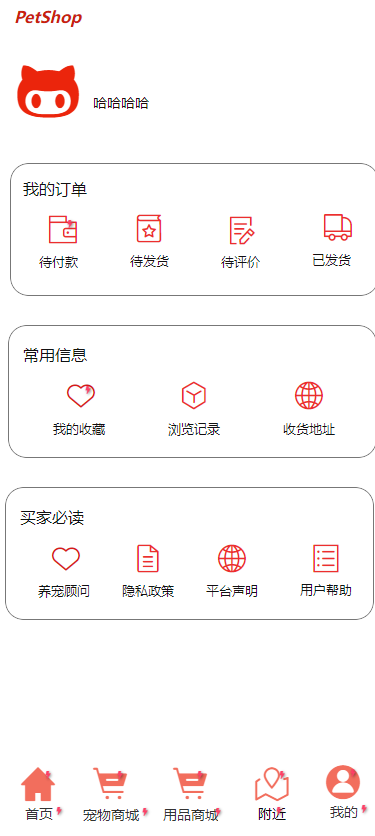 PetShop
哈哈哈哈
我的订单
待付款 待发货 待评价 已发货
常用信息
我的收藏 浏览记录 收货地址
买家必读
养宠顾问 隐私政策 平台声明 用户帮助
首页 宠物商城 用品商城 附近 我的